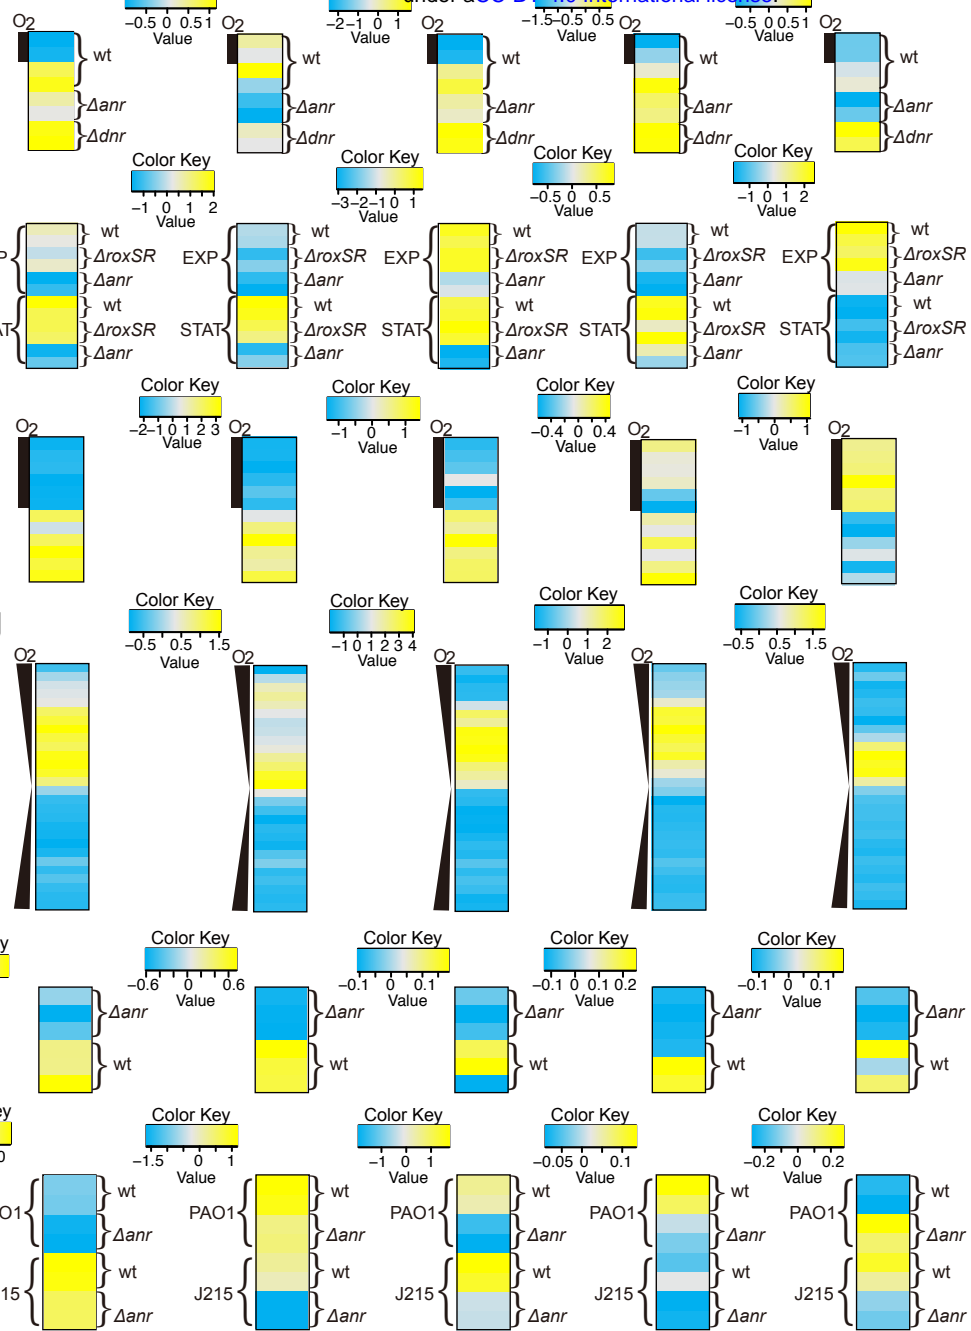 under aCC-BY 4.0 International license.
−0.5 0 0.5 1
−2 −1 0 1
−1.5 −0.5 0.5
−0.5 0 0.5 1
Value Value Value Value
O2 O2 O2 O2 O2
wt wt wt wt wt
Δanr Δanr Δanr Δanr Δanr
Δdnr Δdnr Δdnr Δdnr Δdnr
Color Key Color Key Color Key Color Key
−1 0 1 2
−3 −2 −1 0 1
−0.5 0 0.5
−1 0 1 2
Value Value Value Value
wt wt wt wt wt
P ΔroxSR EXP ΔroxSR EXP ΔroxSR EXP ΔroxSR EXP ΔroxSR
Δanr Δanr Δanr Δanr Δanr
wt wt wt wt wt
AT ΔroxSR STAT ΔroxSR STAT ΔroxSR STAT ΔroxSR STAT ΔroxSR
Δanr Δanr Δanr Δanr Δanr
Color Key Color Key Color Key Color Key
−2 −1 0 1 2 3
−1 0 1
−0.4 0 0.4
−1 0 1
Value Value Value Value
O2 O2 O2 O2 O2
Color Key Color Key Color Key Color Key
−0.5 0.5 1.5
−1 0 1 2 3 4
−1 0 1 2
−0.5 0.5 1.5
Value Value Value Value
O2 O2 O2 O2 O2
y Color Key Color Key Color Key Color Key
−0.6 0 0.6
−0.1 0 0.1
−0.1 0 0.1 0.2
−0.1 0 0.1
Value Value Value Value
Δanr Δanr Δanr Δanr Δanr
wt wt wt wt wt
ey Color Key Color Key Color Key Color Key
0 −1.5 0 1
−1 0 1
−0.05 0 0.1
−0.2 0 0.2
Value Value Value Value
wt wt wt wt wt
O1 PAO1 PAO1 PAO1 PAO1
Δanr Δanr Δanr Δanr Δanr
wt wt wt wt wt
15 J215 J215 J215 J215
Δanr Δanr Δanr Δanr Δanr